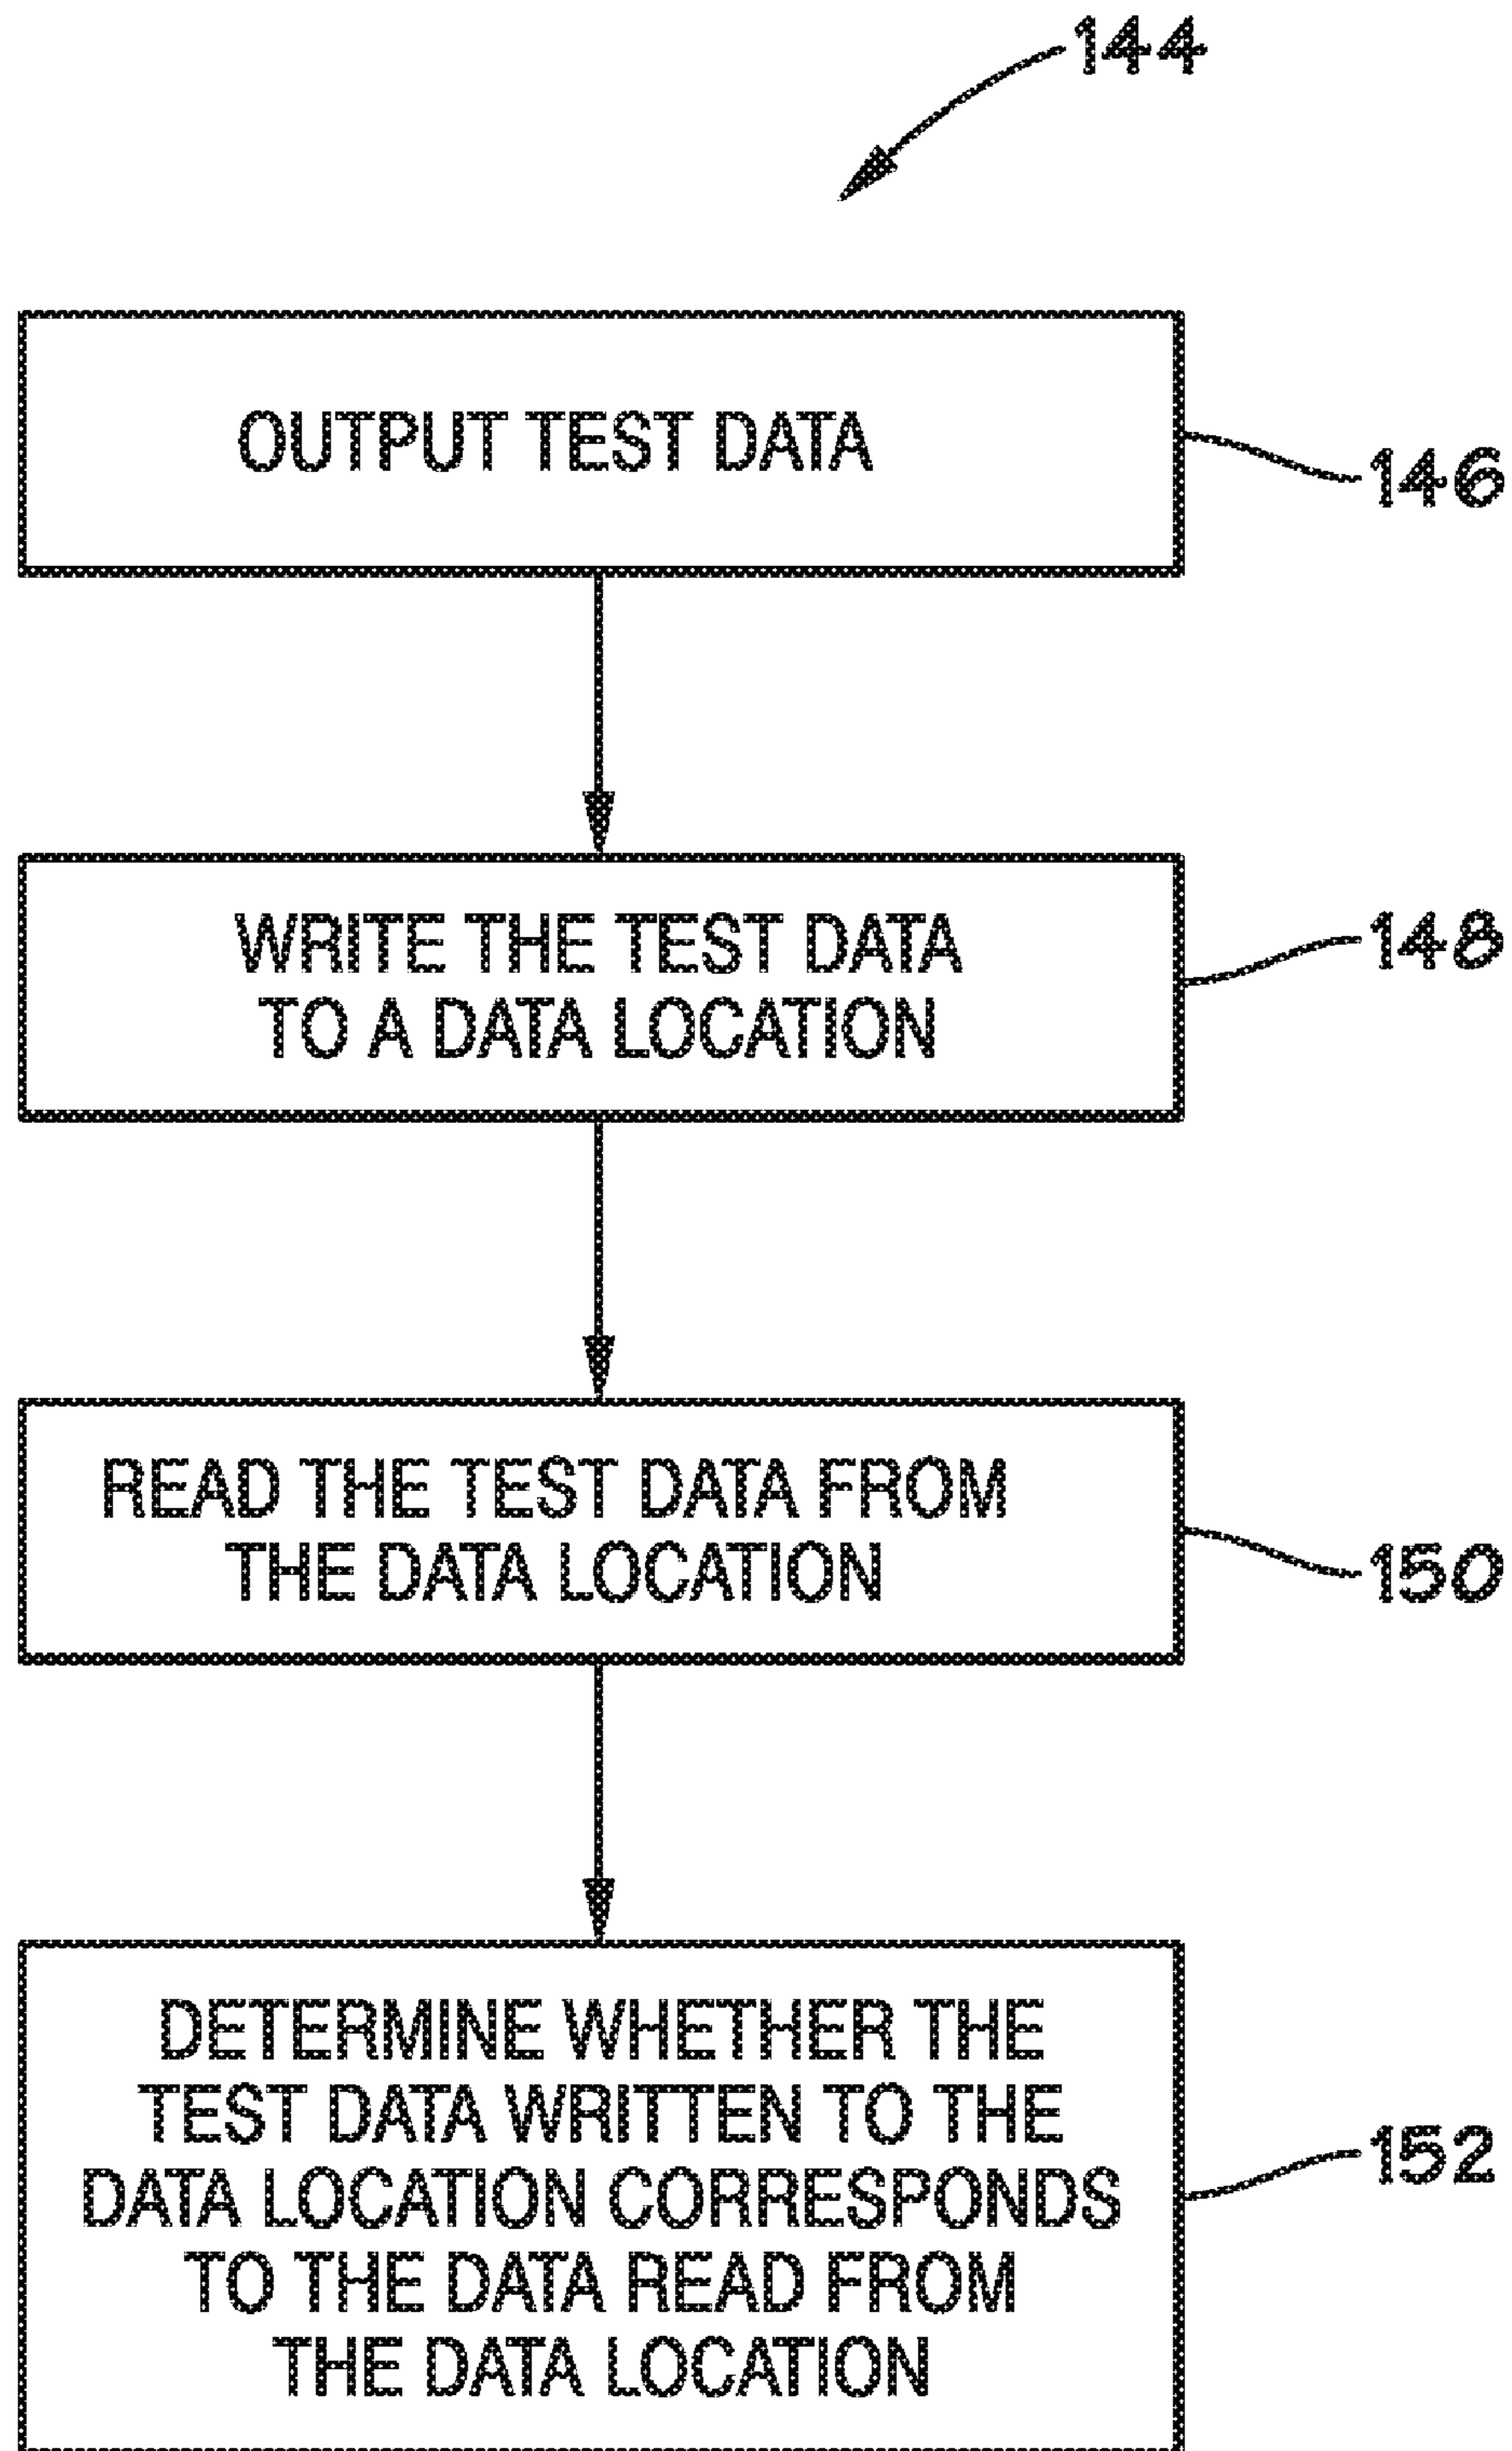 144
OUTPUT TEST DATA
146
WRITE THE TEST DATA
TO A DATA LOCATION
148
READ THE TEST DATA FROM
THE DATA LOCATION
150
DETERMINE WHETHER THE
TEST DATA WRITTEN TO THE
DATA LOCATION CORRESPONDS
TO THE DATA READ FROM
THE DATA LOCATION
152